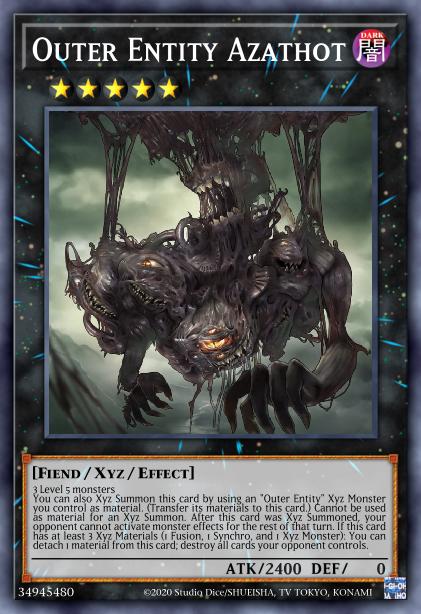 OUTER ENTITY AZATHOT
DARK
闇
[FIEND / XYZ / EFFECT]
3 Level 5 monsters
You can also Xyz Summon this card by using an "Outer Entity" Xyz Monster
you control as material. (Transfer its materials to this card.) Cannot be used
as material for an Xyz Summon. After this card was Xyz Summoned, your
opponent cannot activate monster effects for the rest of that turn. If this card
has at least 3 Xyz Materials (1 Fusion, 1 Synchro, and 1 Xyz Monster): You can
detach 1 material from this card; destroy all cards your opponent controls.
ATK/2400 DEF/ 0
34945480
©2020 Studio Dice/SHUEISHA, TV TOKYO, KONAMI